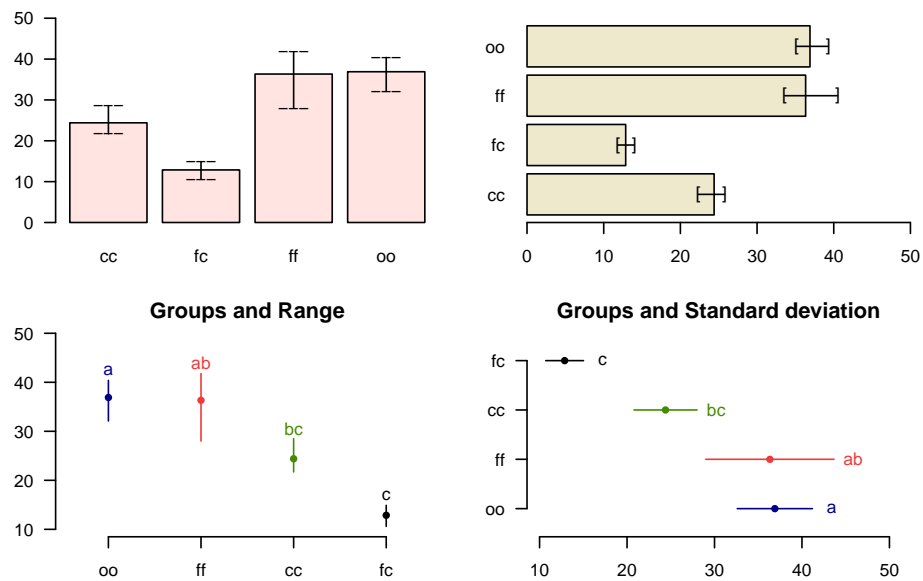 50
40
30
20
10
0
cc fc ff oo
oo
ff
fc
cc
0 10 20 30 40 50
Groups and Range
50
40
30
20
10
a
ab
bc
c
oo ff cc fc
Groups and Standard deviation
fc c
cc bc
ff ab
oo a
10 20 30 40 50